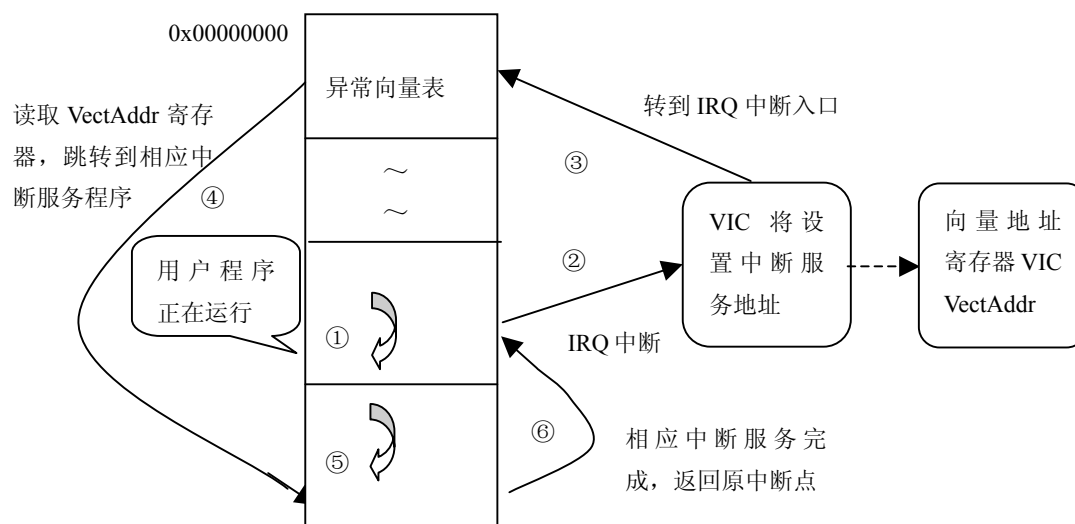 0x00000000
异常向量表
读取 VectAddr 寄存
器，跳转到相应中
断服务程序
④
转到 IRQ 中断入口
③
～
～
VIC 将设
置中断服
务地址
向量地址
寄存器 VIC
VectAddr
用户程序
正在运行
②
①
IRQ 中断
⑤
⑥
相应中断服务完
成，返回原中断点